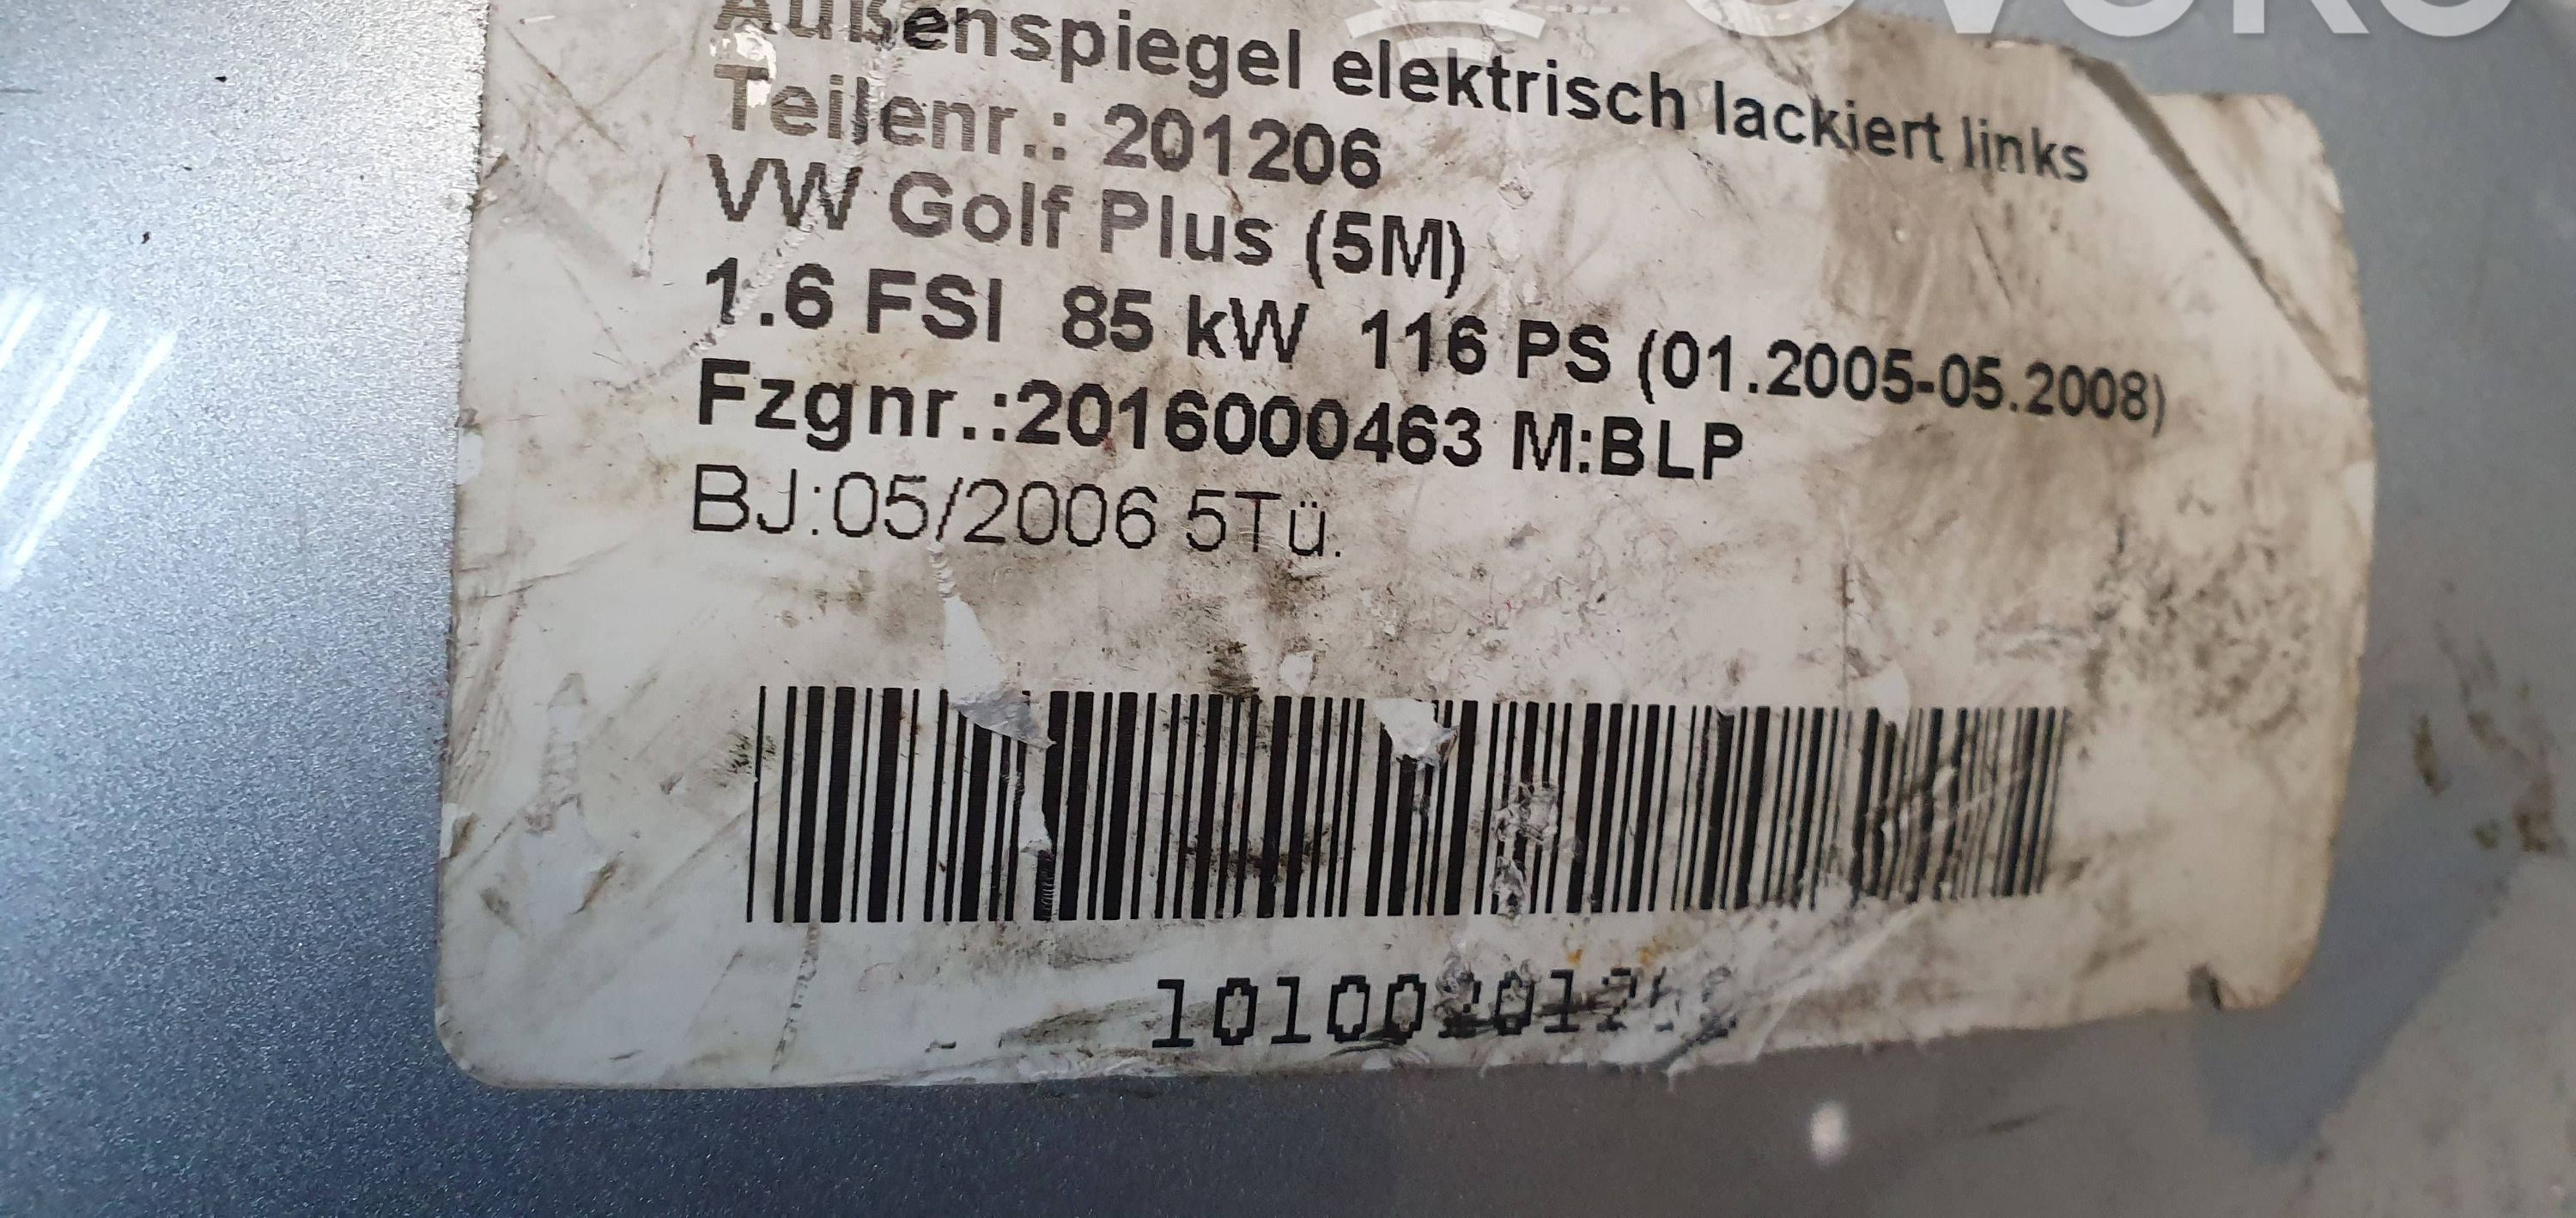 Außenspiegel elektrisch lackiert links
Teilenr.: 201206
VW Golf Plus (5M)
1.6 FSI 85 kW 116 PS (01.2005-05.2008)
Fzgnr.:2016000463 M:BLP
BJ:05/2006 5Tü.